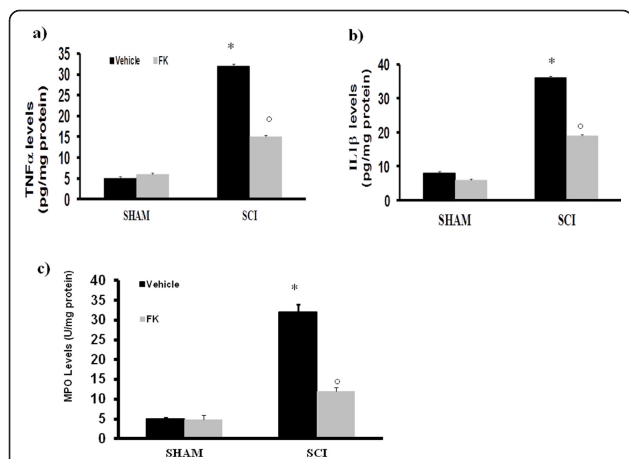 a)
TNFα levels
(pg/mg protein)
35
30
25
20
15
10
5
0
Vehicle
FK
*
°
SHAM
SCI
b)
IL1β levels
(pg/mg protein)
40
30
20
10
0
*
°
SHAM
SCI
c)
MPO Levels (U/mg protein)
40
35
30
25
20
15
10
5
0
Vehicle
FK
*
°
SHAM
SCI